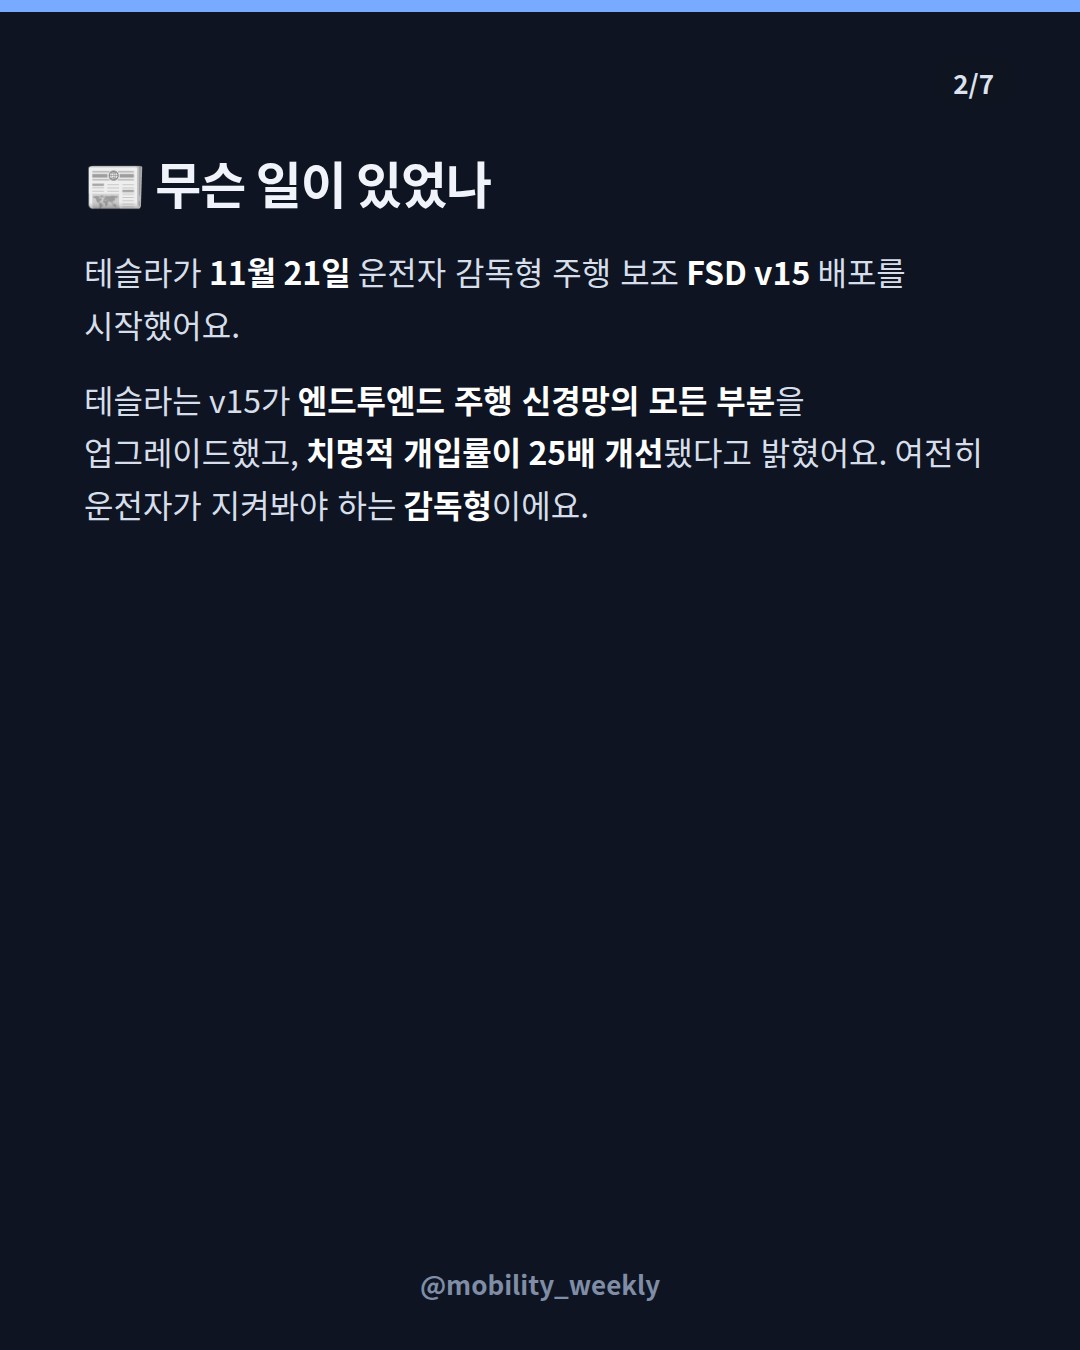 2/7
📰 무슨 일이 있었나
테슬라가 11월 21일 운전자 감독형 주행 보조 FSD v15 배포를
시작했어요.
테슬라는 v15가 엔드투엔드 주행 신경망의 모든 부분을
업그레이드했고, 치명적 개입률이 25배 개선됐다고 밝혔어요. 여전히
운전자가 지켜봐야 하는 감독형이에요.
@mobility_weekly